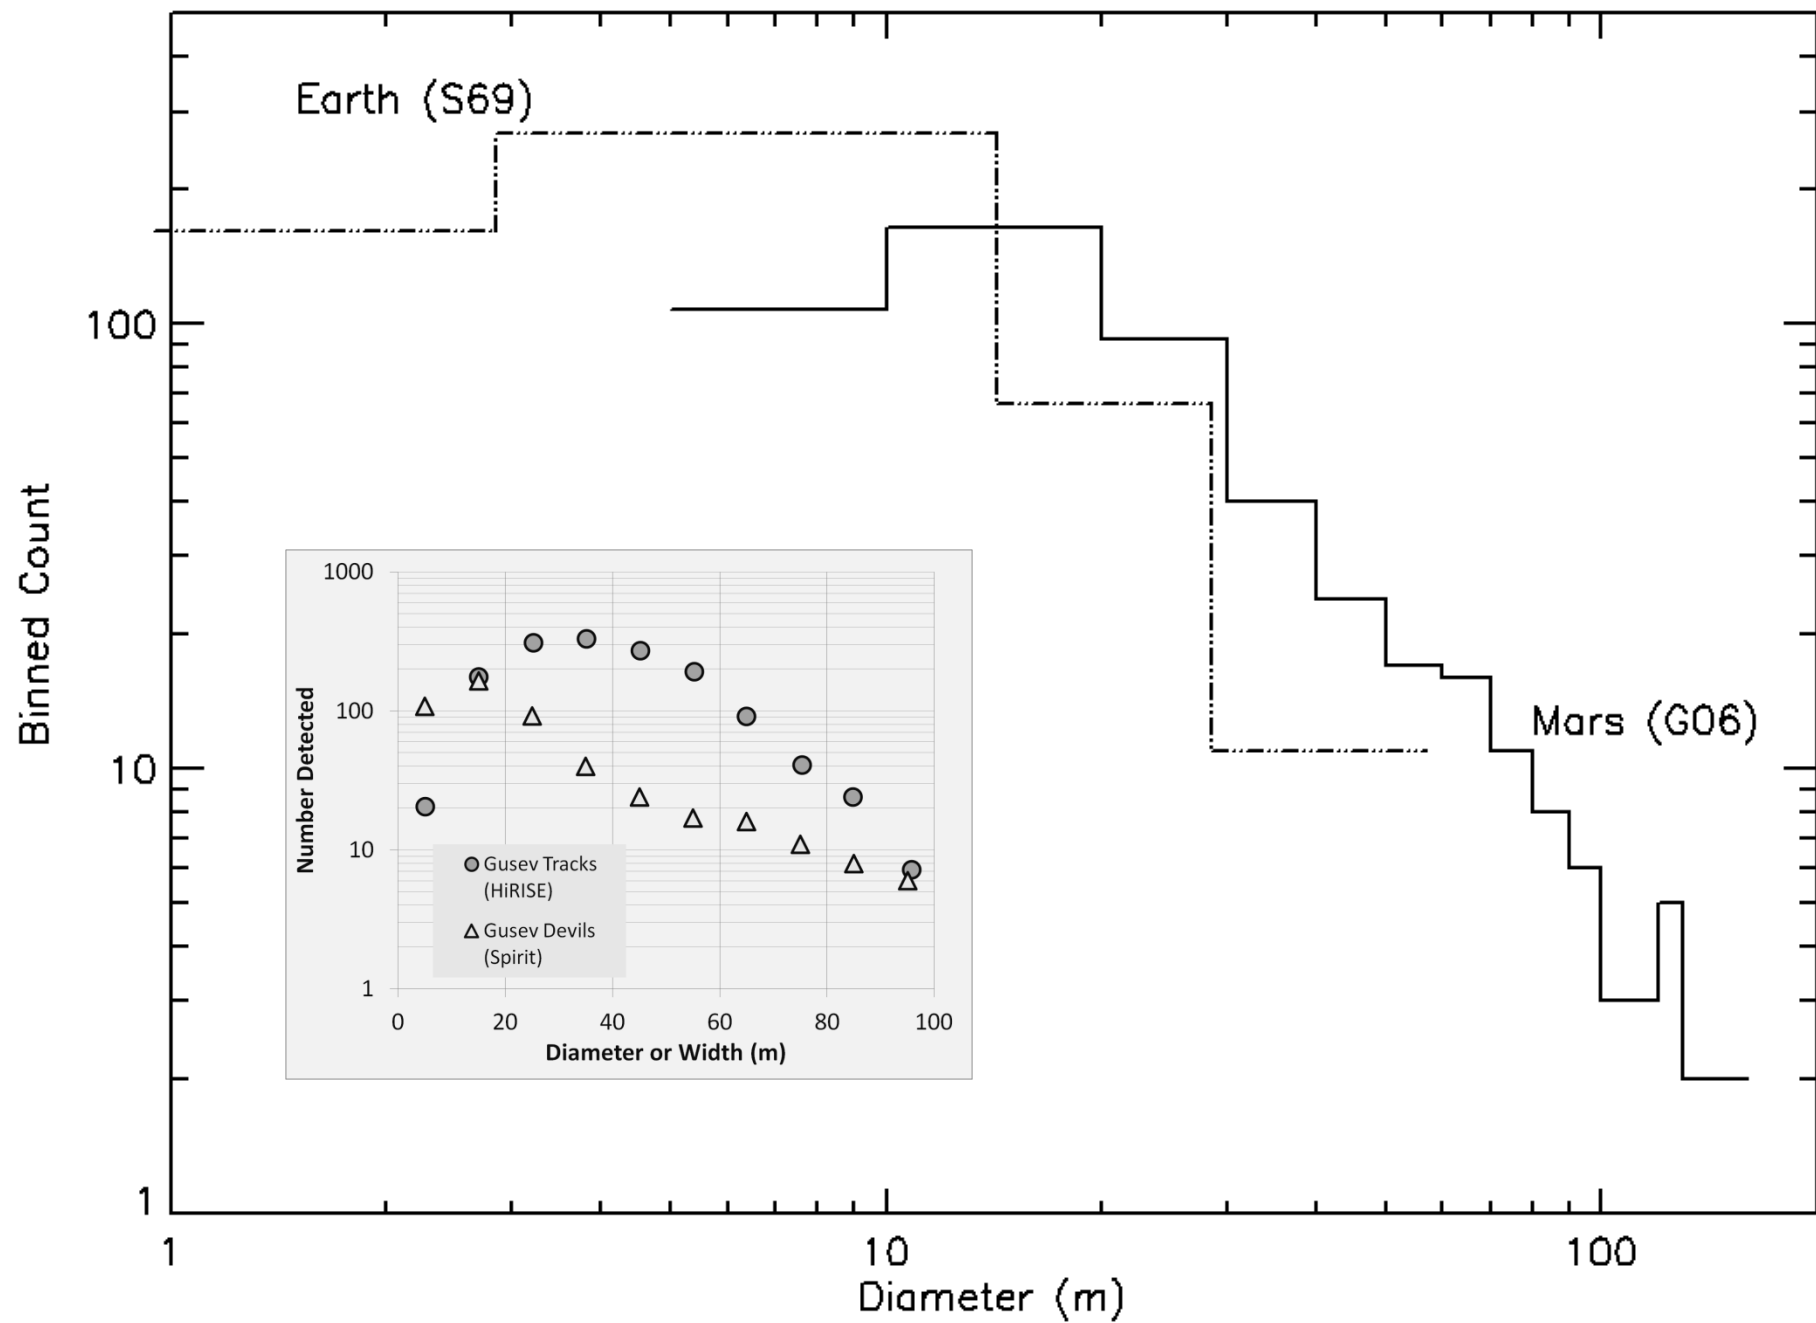 Earth (S69)
100
Binned Count
1000
100
Number Detected
10
Gusev Tracks
(HiRISE)
Gusev Devils
(Spirit)
1
0 20 40 60 80 100
Diameter or Width (m)
Mars (G06)
10
1
1 10 100
Diameter (m)